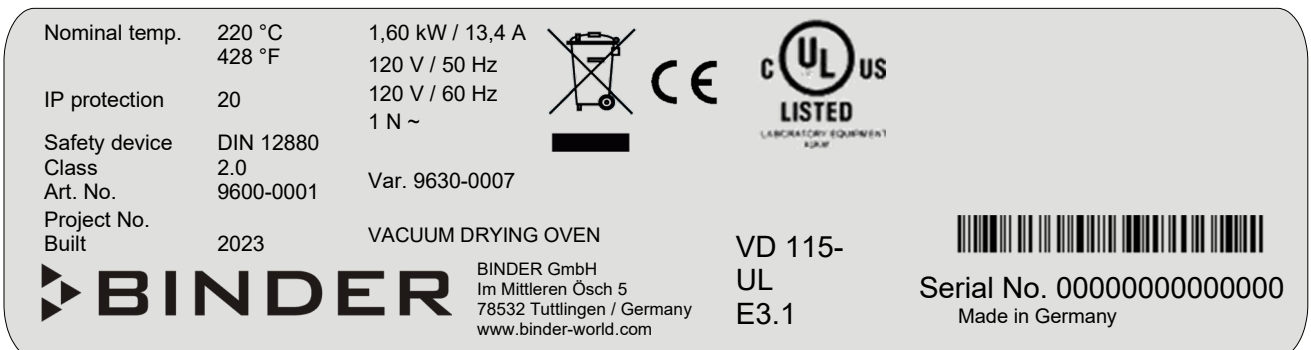 Nominal temp. 220 °C 1,60 kW / 13,4 A
428 °F
120 V / 50 Hz
IP protection 20 120 V / 60 Hz
1 N ~
Safety device DIN 12880
Class 2.0
Art. No. 9600-0001 Var. 9630-0007
Project No.
Built 2023 VACUUM DRYING OVEN
CE
C UL US
LISTED
LABORATORY EQUIPMENT
BINDER
BINDER GmbH
Im Mittleren Ösch 5
78532 Tuttlingen / Germany
www.binder-world.com
VD 115-
UL
E3.1
Serial No. 00000000000000
Made in Germany